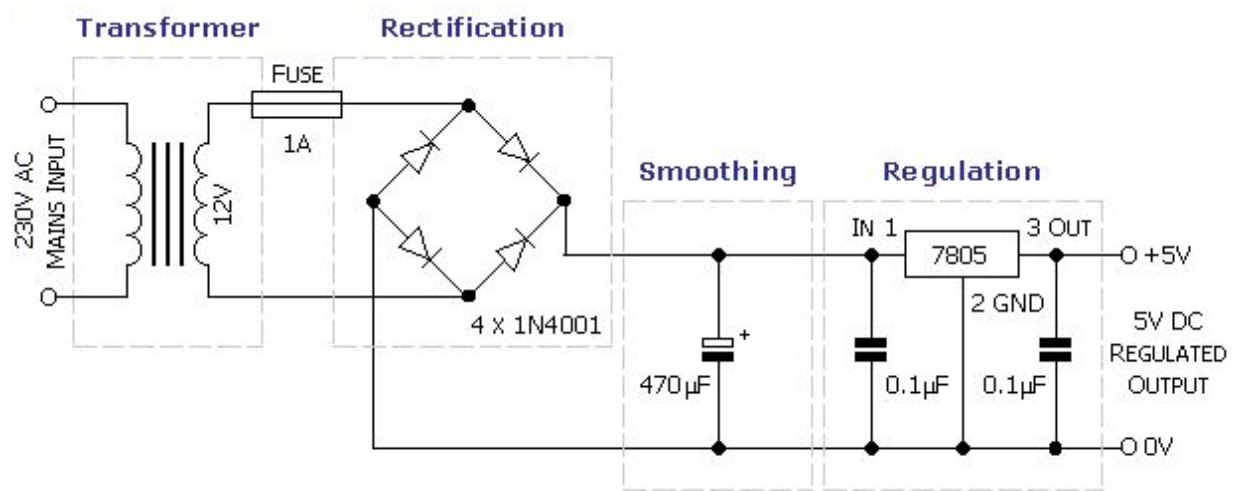 Transformer
Rectification
FUSE
1A
230V AC
MAINS INPUT
12V
4 x 1N4001
Smoothing
Regulation
470µF
+
IN 1
7805
3 OUT
2 GND
0.1µF
0.1µF
+5V
5V DC
REGULATED
OUTPUT
0V